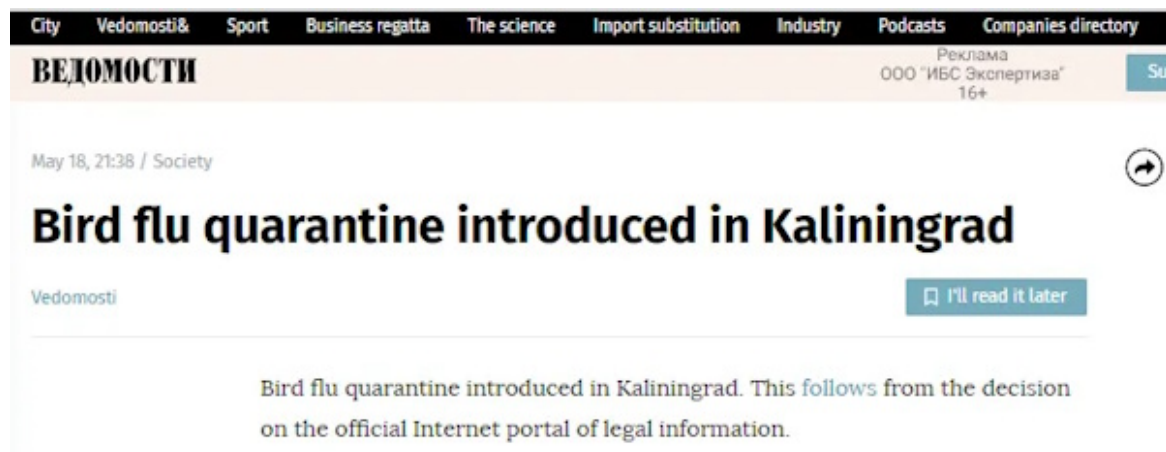 City Vedomosti& Sport Business regatta The science Import substitution Industry Podcasts Companies directory
ВЕДОМОСТИ
Реклама
ООО "ИБС Экспертиза"
16+
Su
May 18, 21:38 / Society
Bird flu quarantine introduced in Kaliningrad
Vedomosti
I'll read it later
Bird flu quarantine introduced in Kaliningrad. This follows from the decision
on the official Internet portal of legal information.